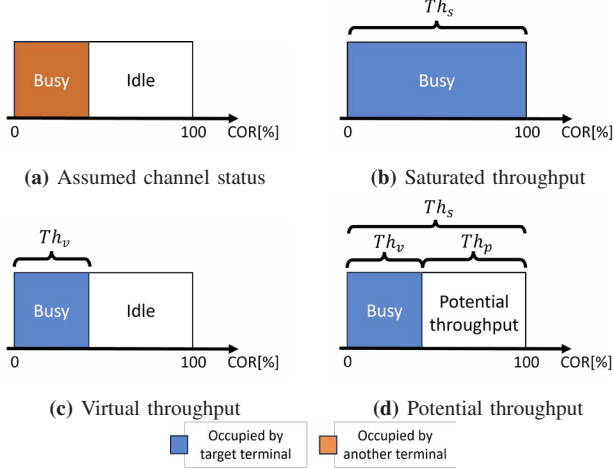 Busy
Idle
0
100
COR[%]
(a) Assumed channel status
Th_s
Busy
0
100
COR[%]
(b) Saturated throughput
Th_v
Busy
Idle
0
100
COR[%]
(c) Virtual throughput
Th_s
Th_v
Th_p
Busy
Potential
throughput
0
100
COR[%]
(d) Potential throughput
Occupied by
target terminal
Occupied by
another terminal